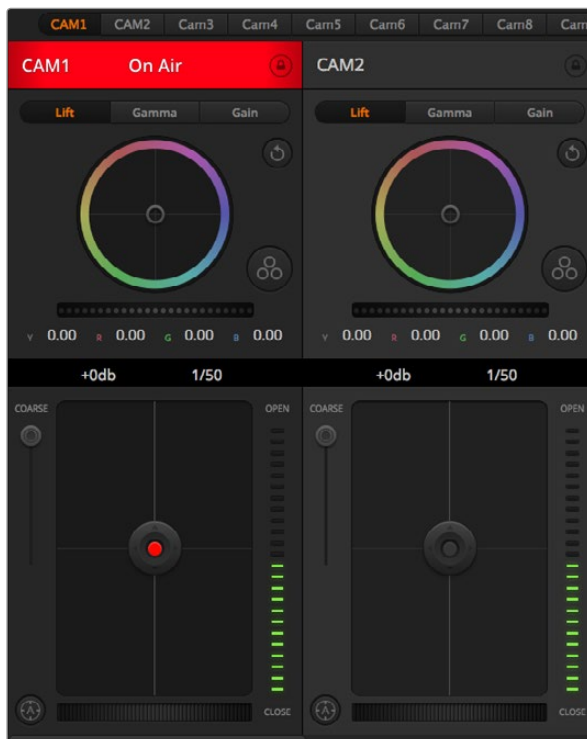 CAM1 CAM2 Cam3 Cam4 Cam5 Cam6 Cam7 Cam8 Cam
CAM1 On Air CAM2
Lift Gamma Gain Lift Gamma Gain
Y 0.00 R 0.00 G 0.00 B 0.00 Y 0.00 R 0.00 G 0.00 B 0.00
+0db 1/50 +0db 1/50
COARSE OPEN COARSE OPEN
A CLOSE A CLOSE